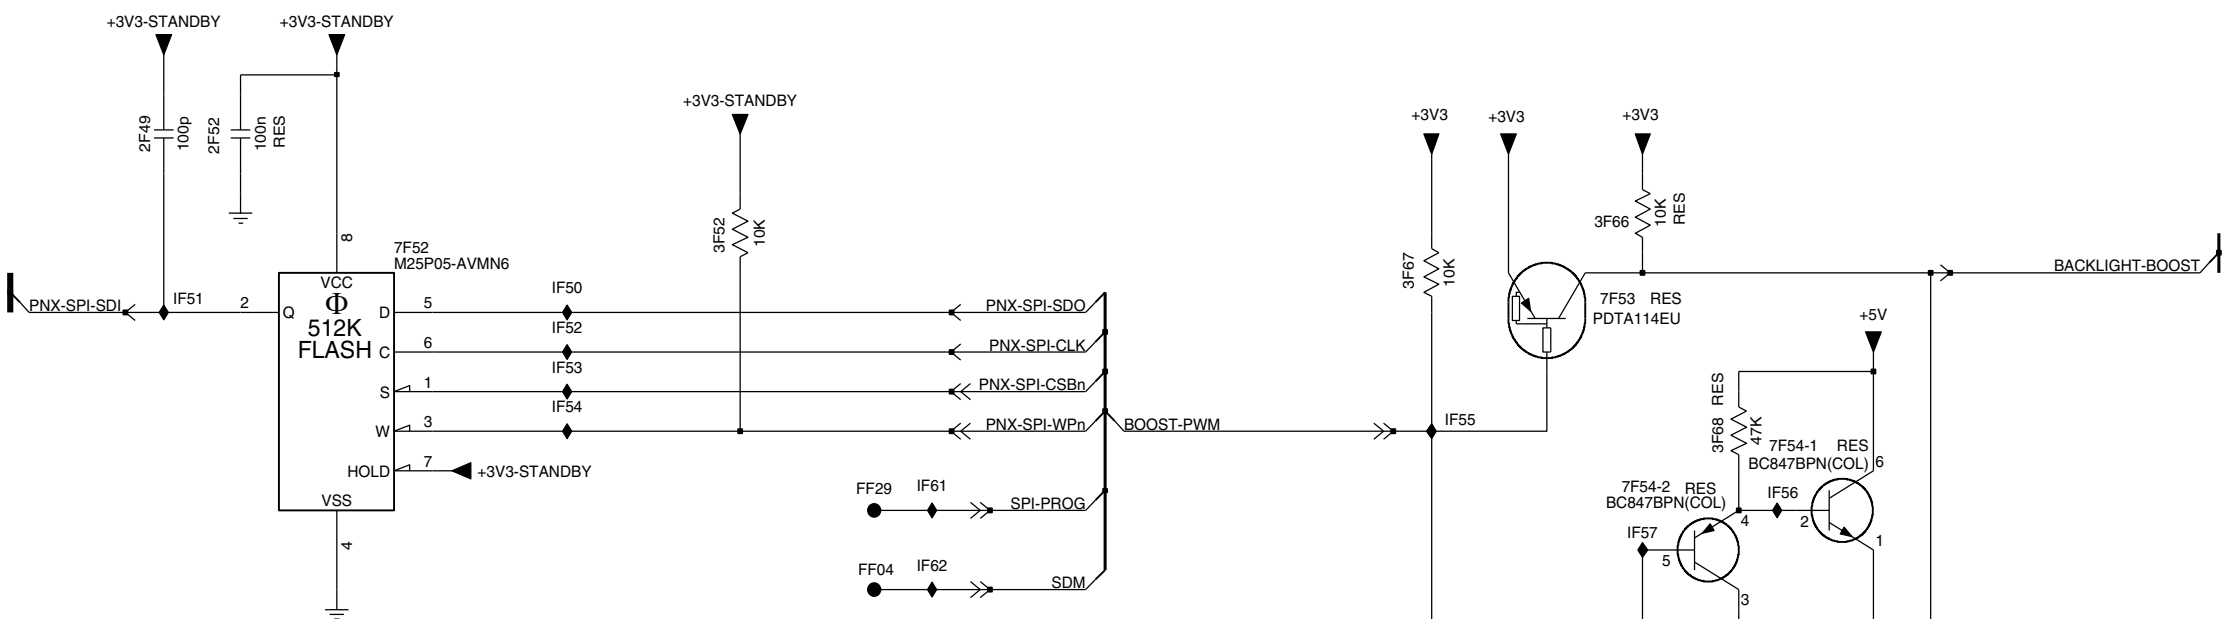 +3V3-STANDBY
+3V3-STANDBY
+3V3-STANDBY
+3V3
+3V3
+3V3
2F49
100p
2F52
100n
RES
3F52
10K
3F67
10K
3F66
10K
RES
8
7F52
M25P05-AVMN6
PNX-SPI-SDI
IF51
2
Q
VCC
Φ
512K
FLASH
D
5
IF50
PNX-SPI-SDO
C
6
IF52
PNX-SPI-CLK
S
1
IF53
PNX-SPI-CSBn
W
3
IF54
PNX-SPI-WPn
HOLD
7
+3V3-STANDBY
VSS
4
BOOST-PWM
IF55
7F53 RES
PDTA114EU
BACKLIGHT-BOOST
+5V
RES
3F68
47K
7F54-1 RES
BC847BPN(COL)
6
7F54-2 RES
BC847BPN(COL)
IF56
4
2
1
IF57
5
3
FF29
IF61
SPI-PROG
FF04
IF62
SDM